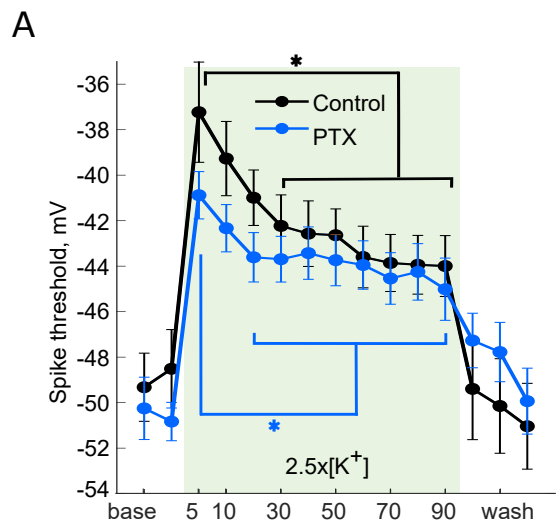 A
Spike threshold, mV
-36
-38
-40
-42
-44
-46
-48
-50
-52
-54
*
Control
PTX
*
2.5x[K⁺]
base 5 10 30 50 70 90 wash